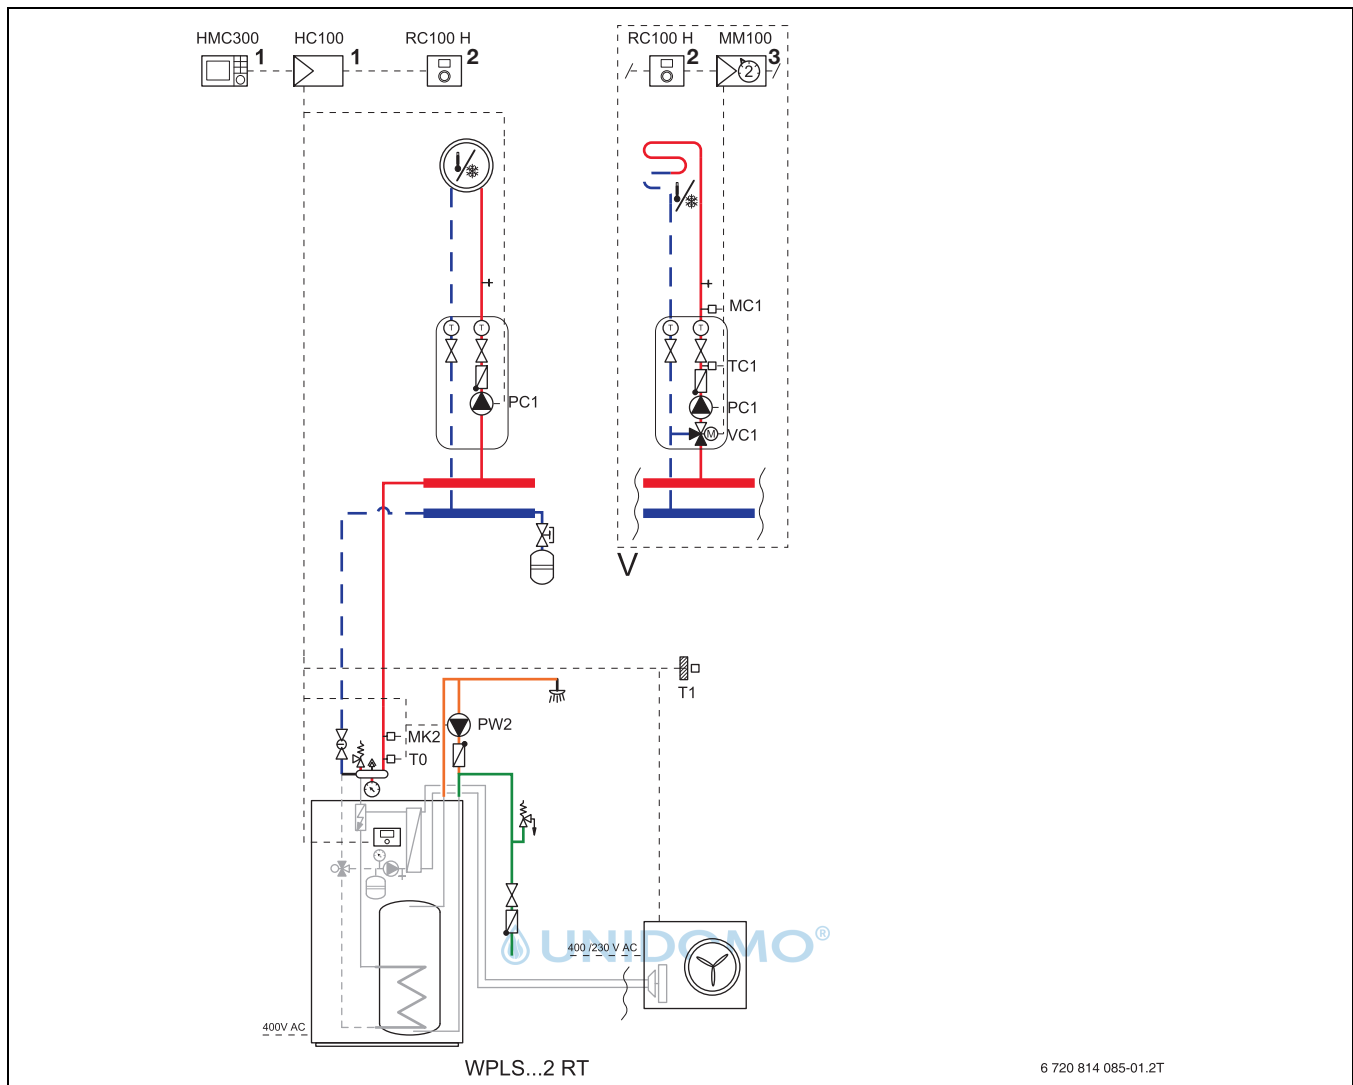 HMC300 HC100 RC100 H RC100 H MM100
1 1 2 2 3
2
MC1
T T T T
TC1
PC1 PC1
M VC1
V
T1
PW2
MK2
T0
UNIDOMO®
400 /230 V AC
400V AC
WPLS...2 RT
6 720 814 085-01.2T